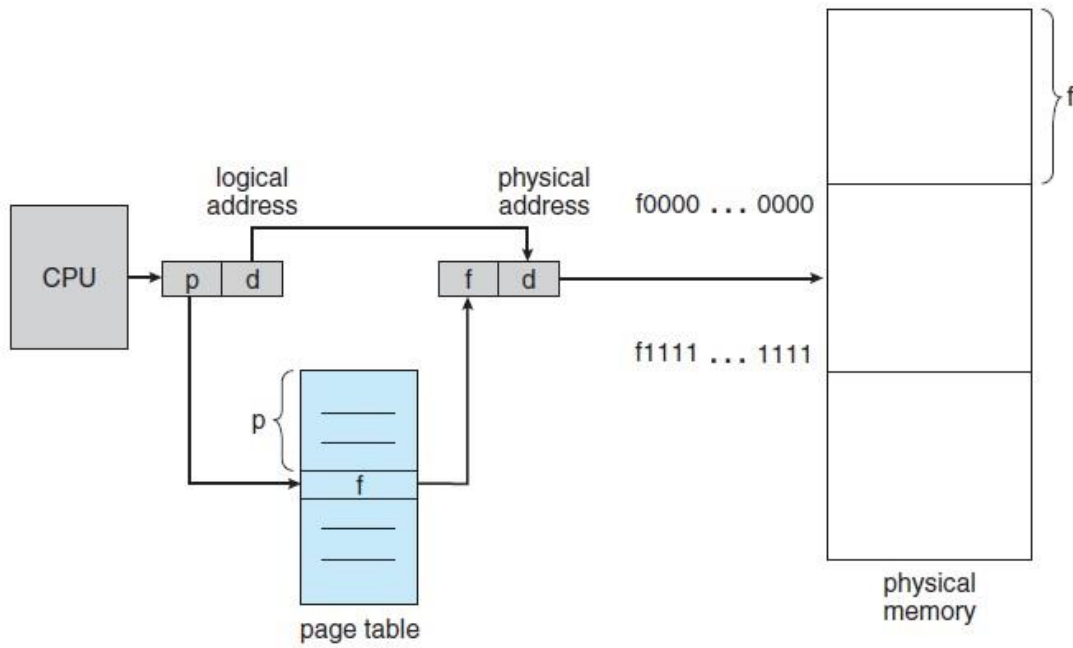 f
logical
address
physical
address
f0000 ... 0000
CPU
p
d
f
d
f1111 ... 1111
p
f
page table
physical
memory